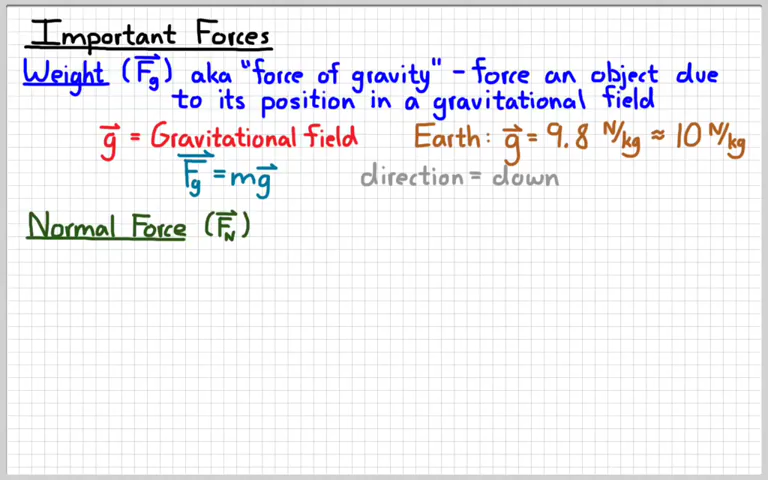 Important Forces
Weight (F⃗g) aka "force of gravity" - force an object due
to its position in a gravitational field
g⃗ = Gravitational field Earth: g⃗ = 9.8 N/kg ≈ 10 N/kg
F⃗g = mg⃗ direction = down
Normal Force (F⃗N)